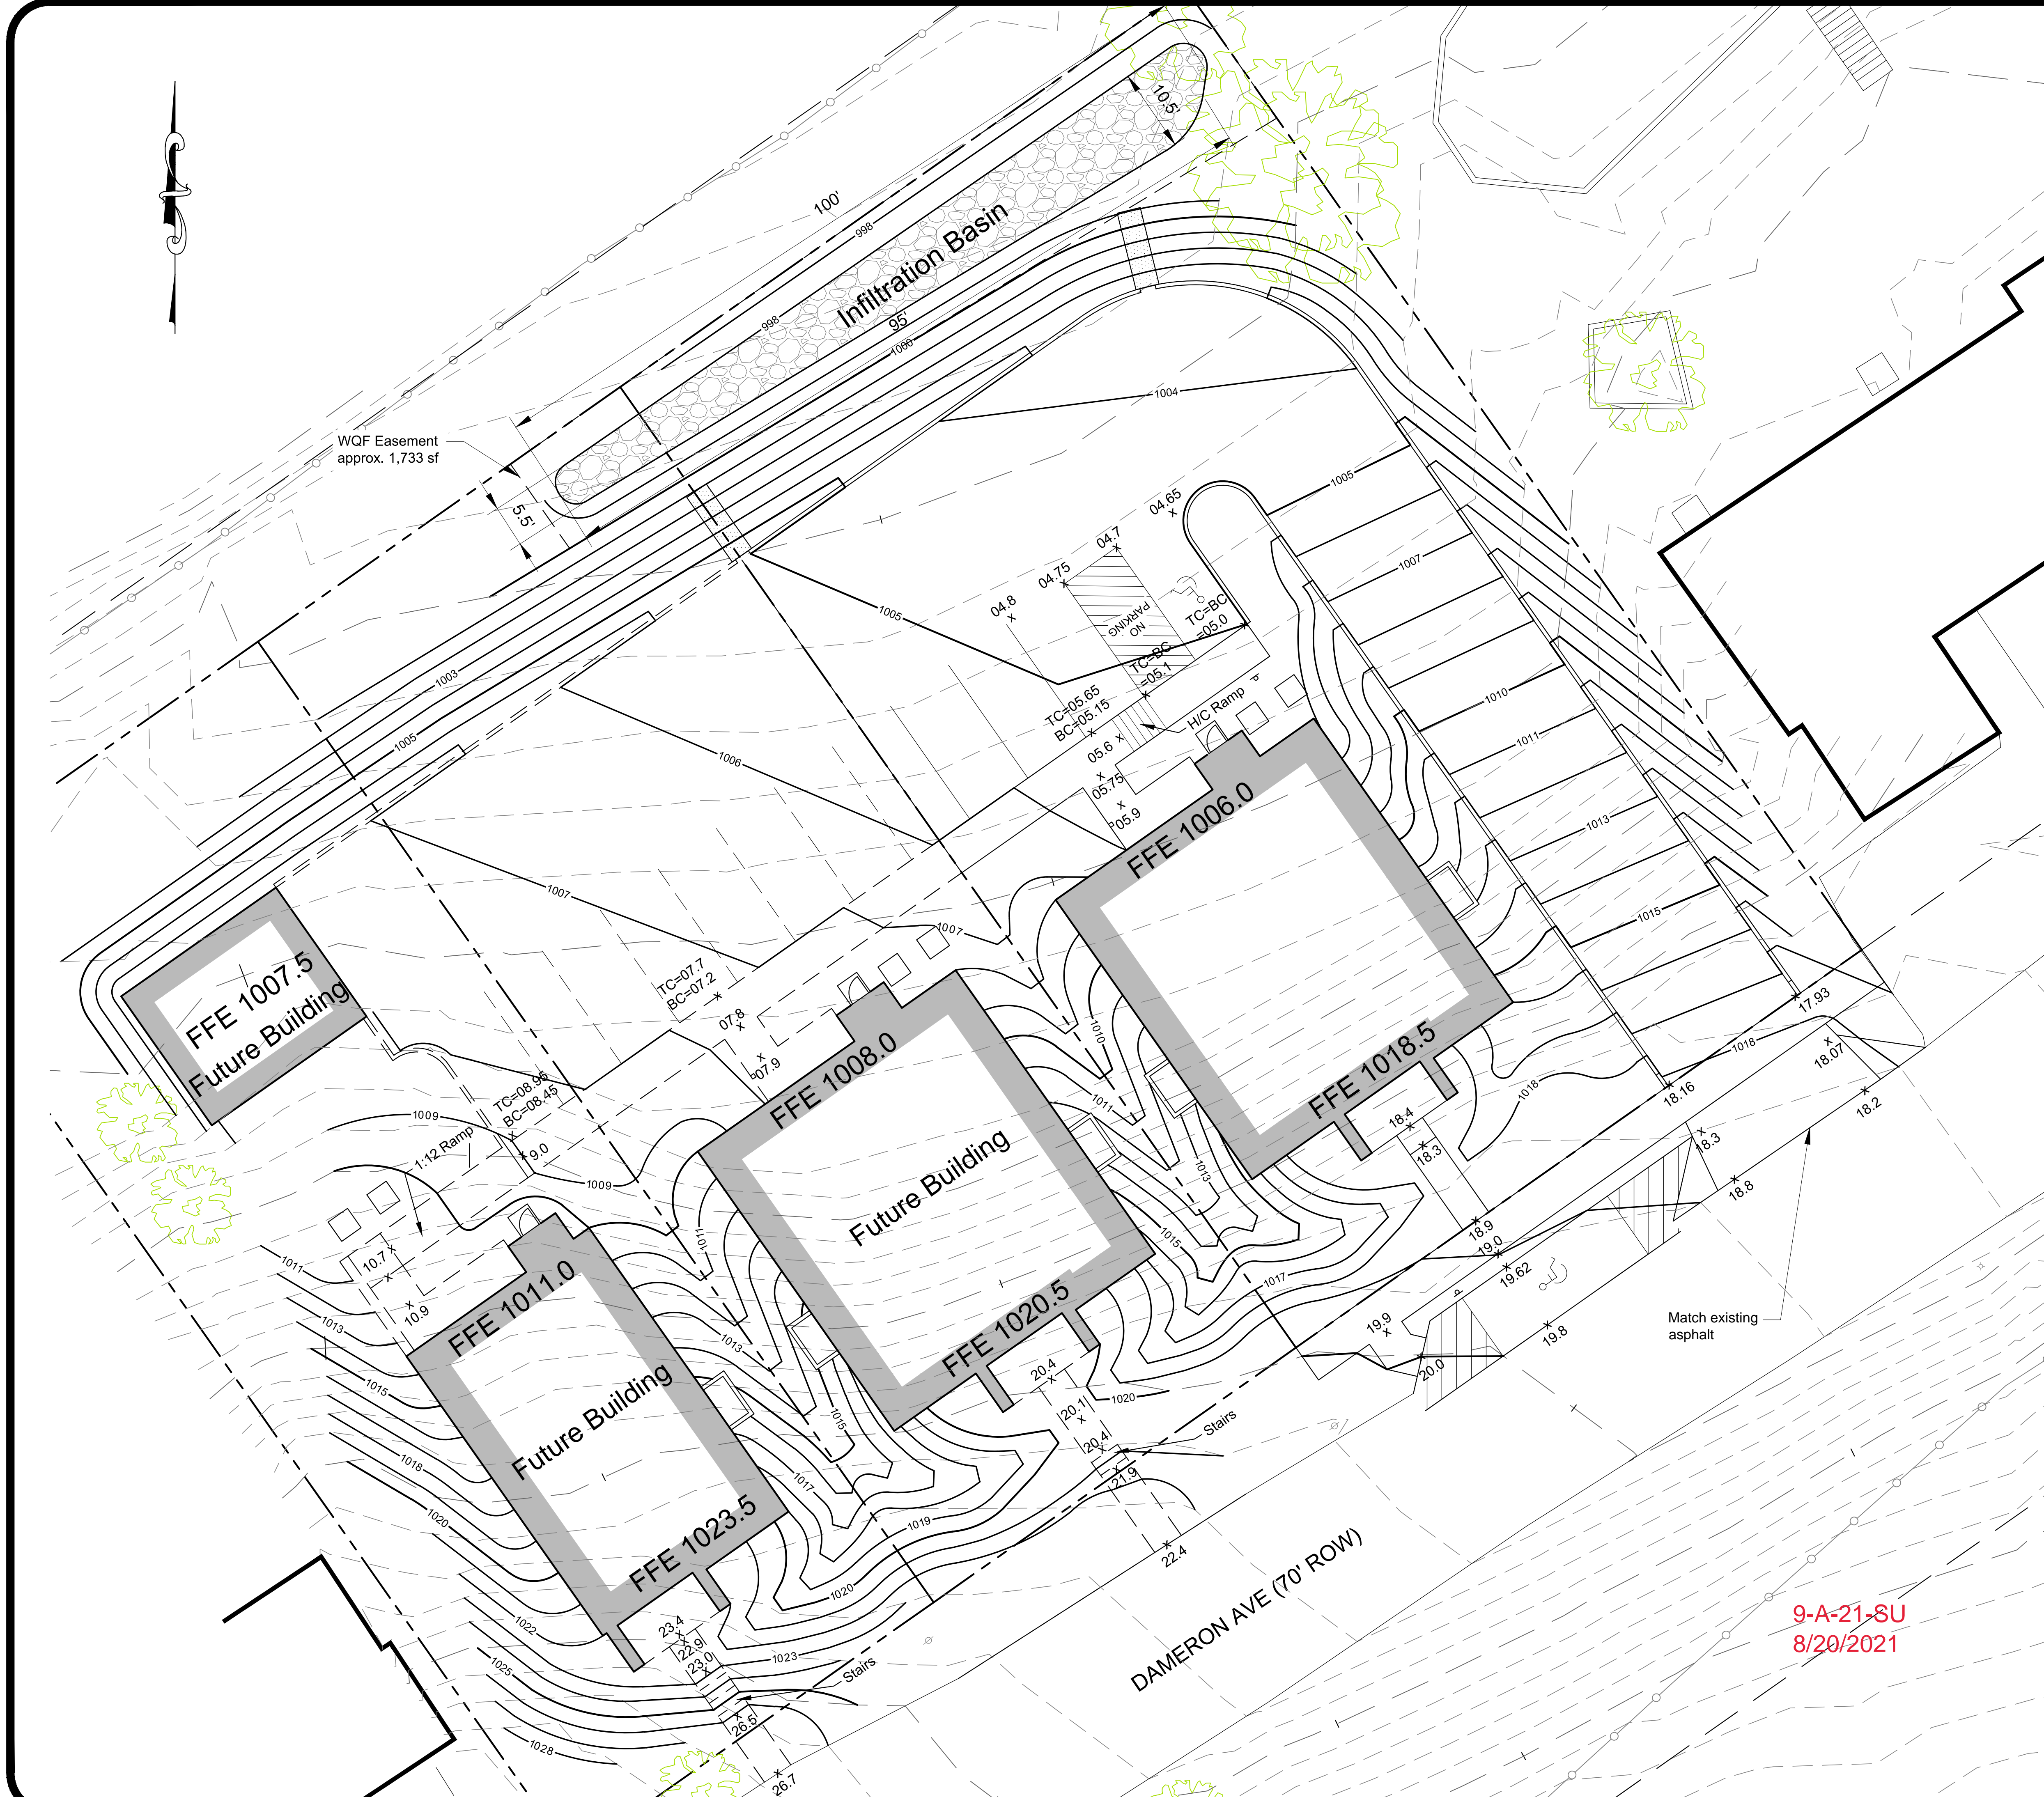 10.5'
100'
998
Infiltration Basin
998
95'
1000
1004
WQF Easement
approx. 1,733 sf
5.5'
1005
04.65
04.7
04.75
1007
04.8
1005
NO
PARKING
TC=BC
=05.0
TC=BC
=05.1
1003
TC=05.65
BC=05.15
H/C Ramp
1010
1005
05.6
1011
1006
05.75
05.9
FFE 1006.0
1013
1007
1007
1015
FFE 1007.5
Future Building
TC=07.7
BC=07.2
07.8
1010
17.93
07.9
FFE 1008.0
FFE 1018.5
1018
18.07
TC=08.95
BC=08.45
1009
1011
1018
18.16
18.2
18.4
1:12 Ramp
9.0
18.3
18.3
1009
Future Building
1013
18.8
1011
1015
18.9
19.0
10.7
1011
19.62
1017
10.9
FFE 1011.0
1013
FFE 1020.5
19.9
19.8
Match existing
asphalt
1013
20.4
20.0
1015
Future Building
1020
20.1
1015
Stairs
20.4
1018
1017
21.9
1020
1019
FFE 1023.5
22.4
DAMERON AVE (70' ROW)
1020
1022
23.4
22.9
23.0
1023
9-A-21-SU
8/20/2021
1025
Stairs
26.5
1028
26.7